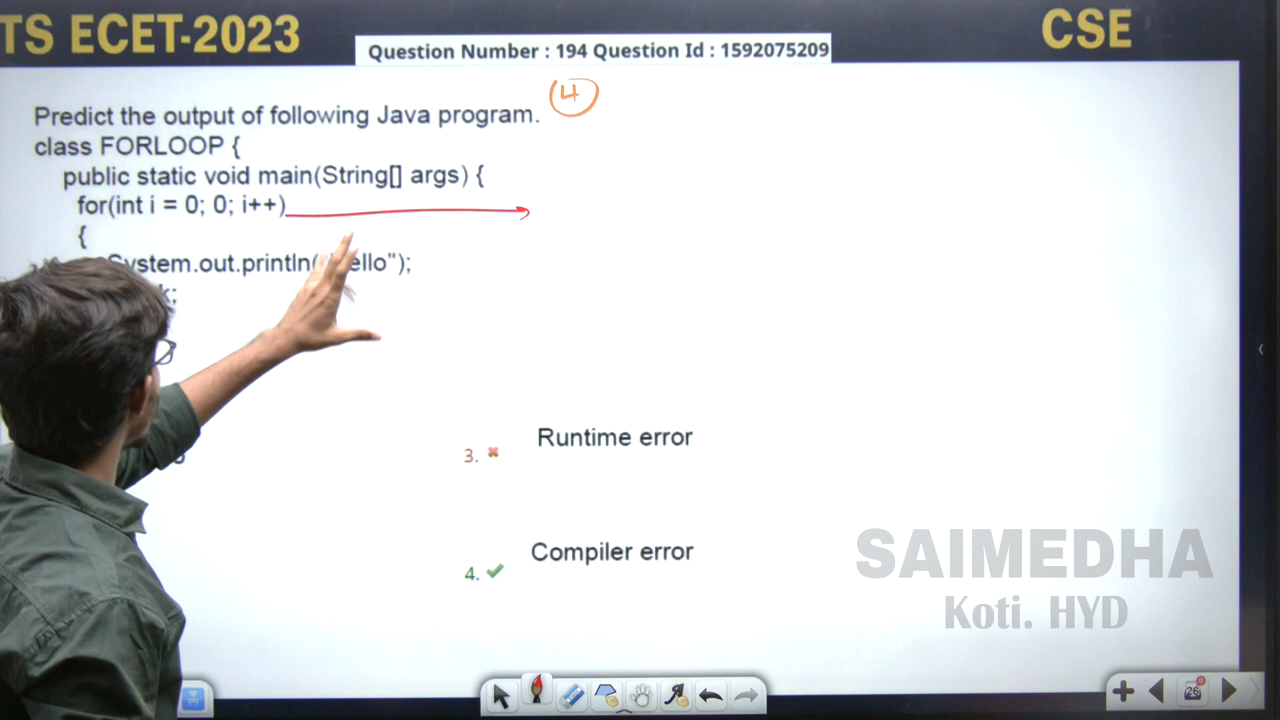 TS ECET-2023
CSE
Question Number : 194 Question Id : 1592075209
4
Predict the output of following Java program.
class FORLOOP {
public static void main(String[] args) {
for(int i = 0; 0; i++)
{
System.out.println( ello");
k;
Runtime error
3. ✖
Compiler error
4. ✔
SAIMEDHA
Koti. HYD
26